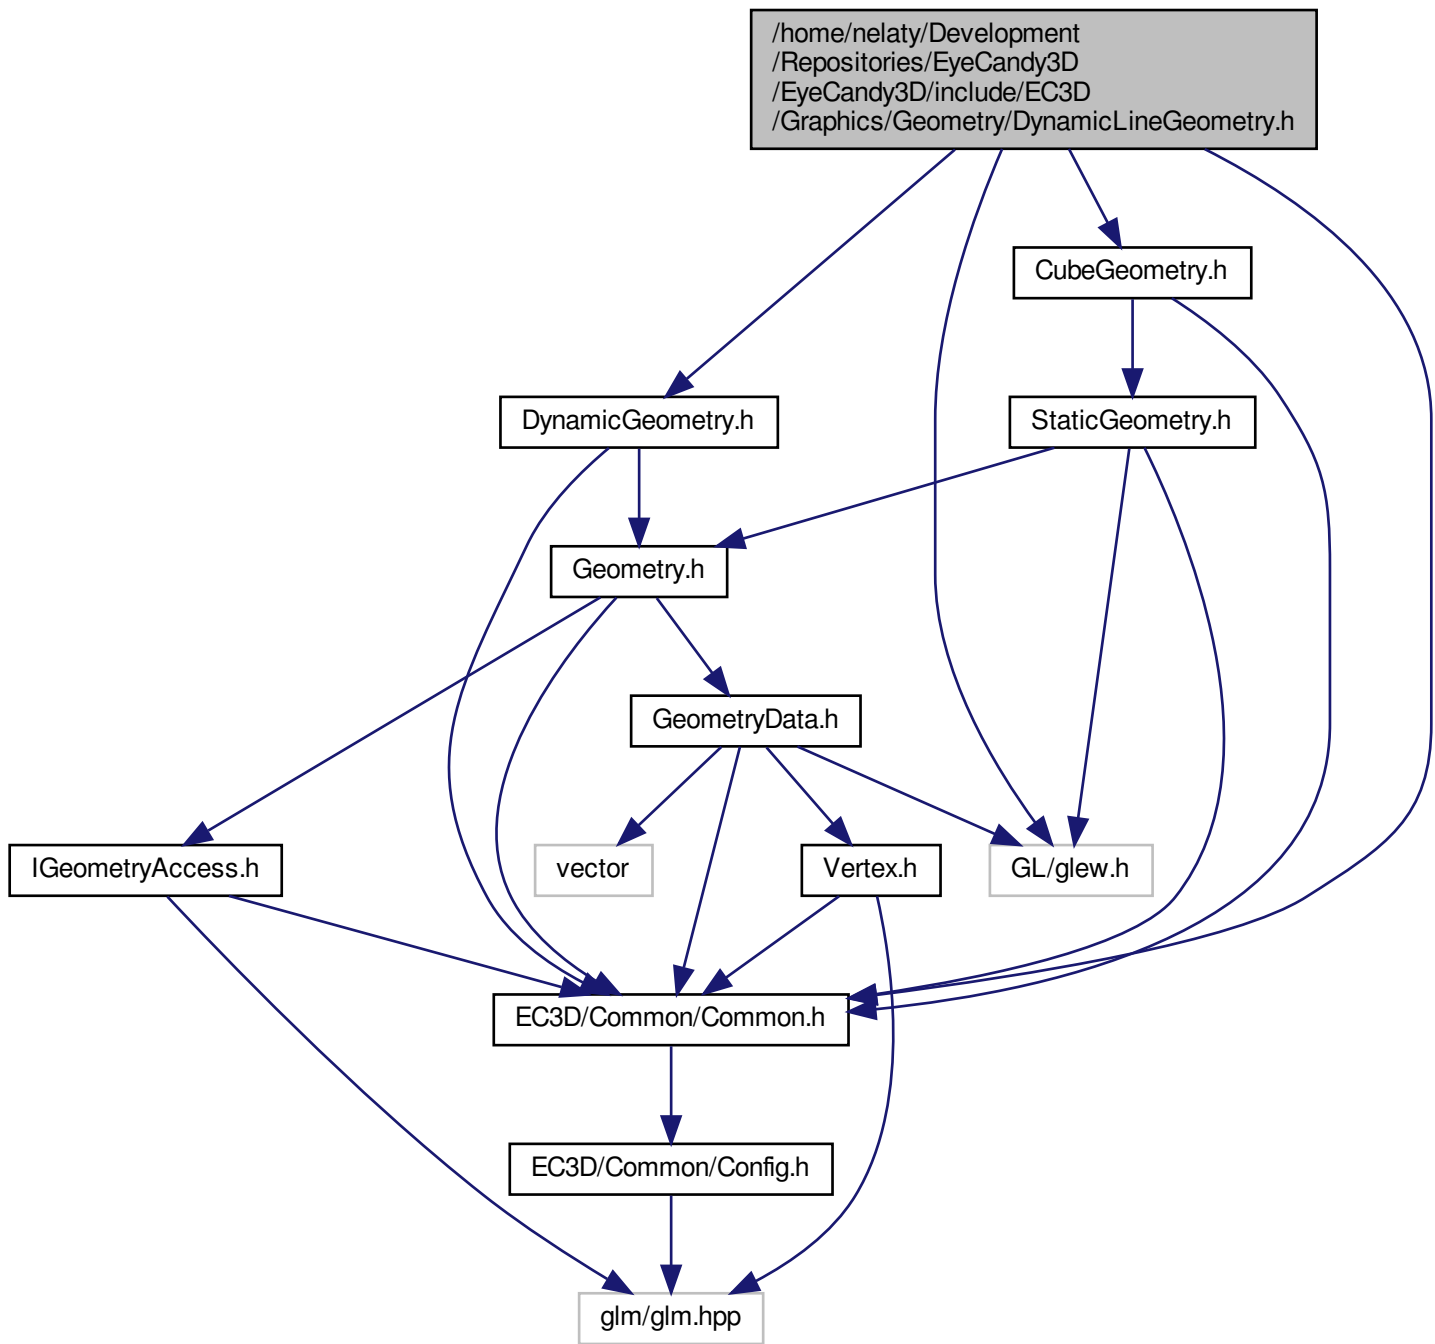 /home/nelaty/Development
/Repositories/EyeCandy3D
/EyeCandy3D/include/EC3D
/Graphics/Geometry/DynamicLineGeometry.h
CubeGeometry.h
DynamicGeometry.h
StaticGeometry.h
Geometry.h
GeometryData.h
IGeometryAccess.h
vector
Vertex.h
GL/glew.h
EC3D/Common/Common.h
EC3D/Common/Config.h
glm/glm.hpp